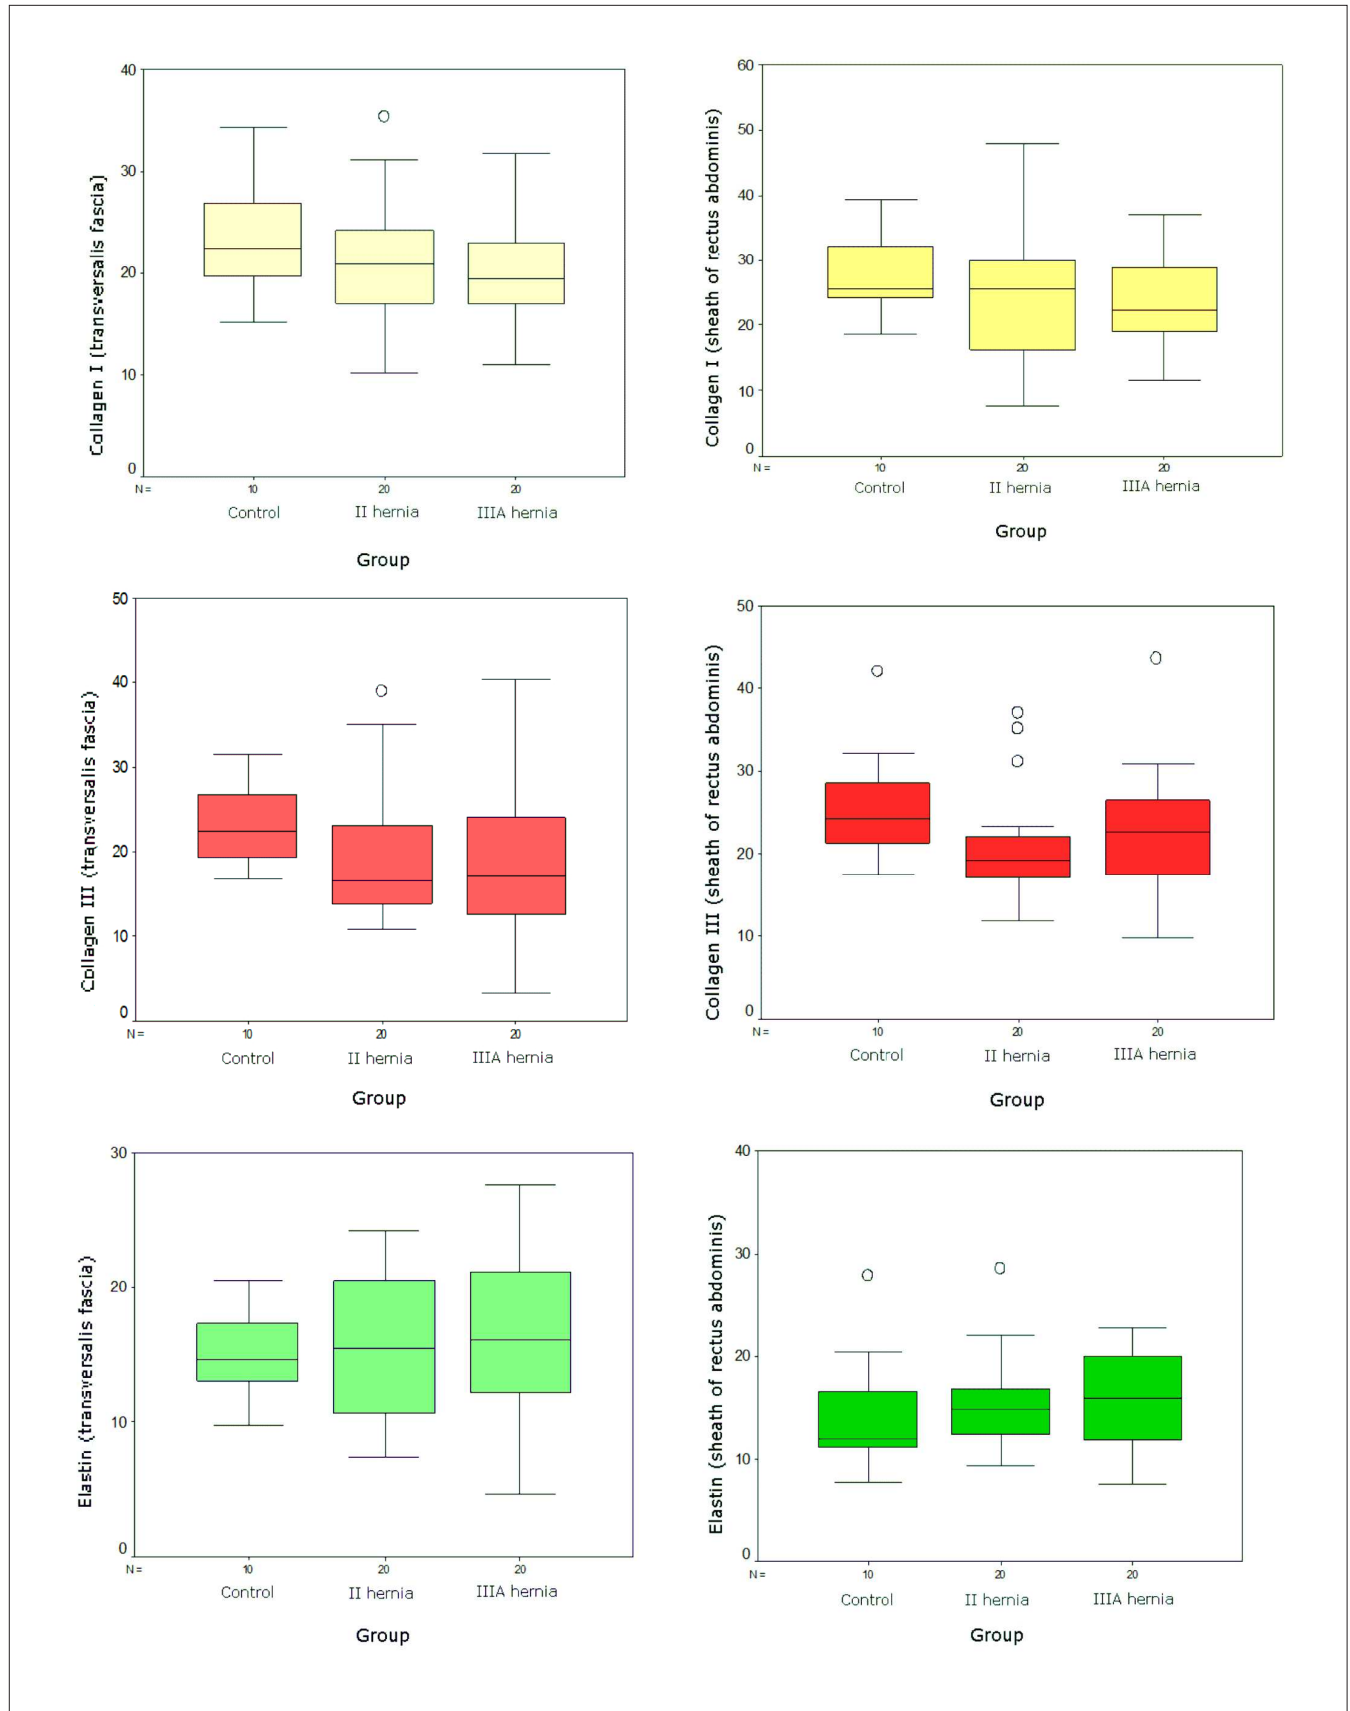 Collagen I (transversalis fascia)
40
30
20
10
0
N =
10
20
20
Control
II hernia
IIIA hernia
Group
Collagen I (sheath of rectus abdominis)
60
50
40
30
20
10
0
N =
10
20
20
Control
II hernia
IIIA hernia
Group
Collagen III (transversalis fascia)
50
40
30
20
10
0
N =
10
20
20
Control
II hernia
IIIA hernia
Group
Collagen III (sheath of rectus abdominis)
50
40
30
20
10
0
N =
10
20
20
Control
II hernia
IIIA hernia
Group
Elastin (transversalis fascia)
30
20
10
0
N =
10
20
20
Control
II hernia
IIIA hernia
Group
Elastin (sheath of rectus abdominis)
40
30
20
10
0
N =
10
20
20
Control
II hernia
IIIA hernia
Group